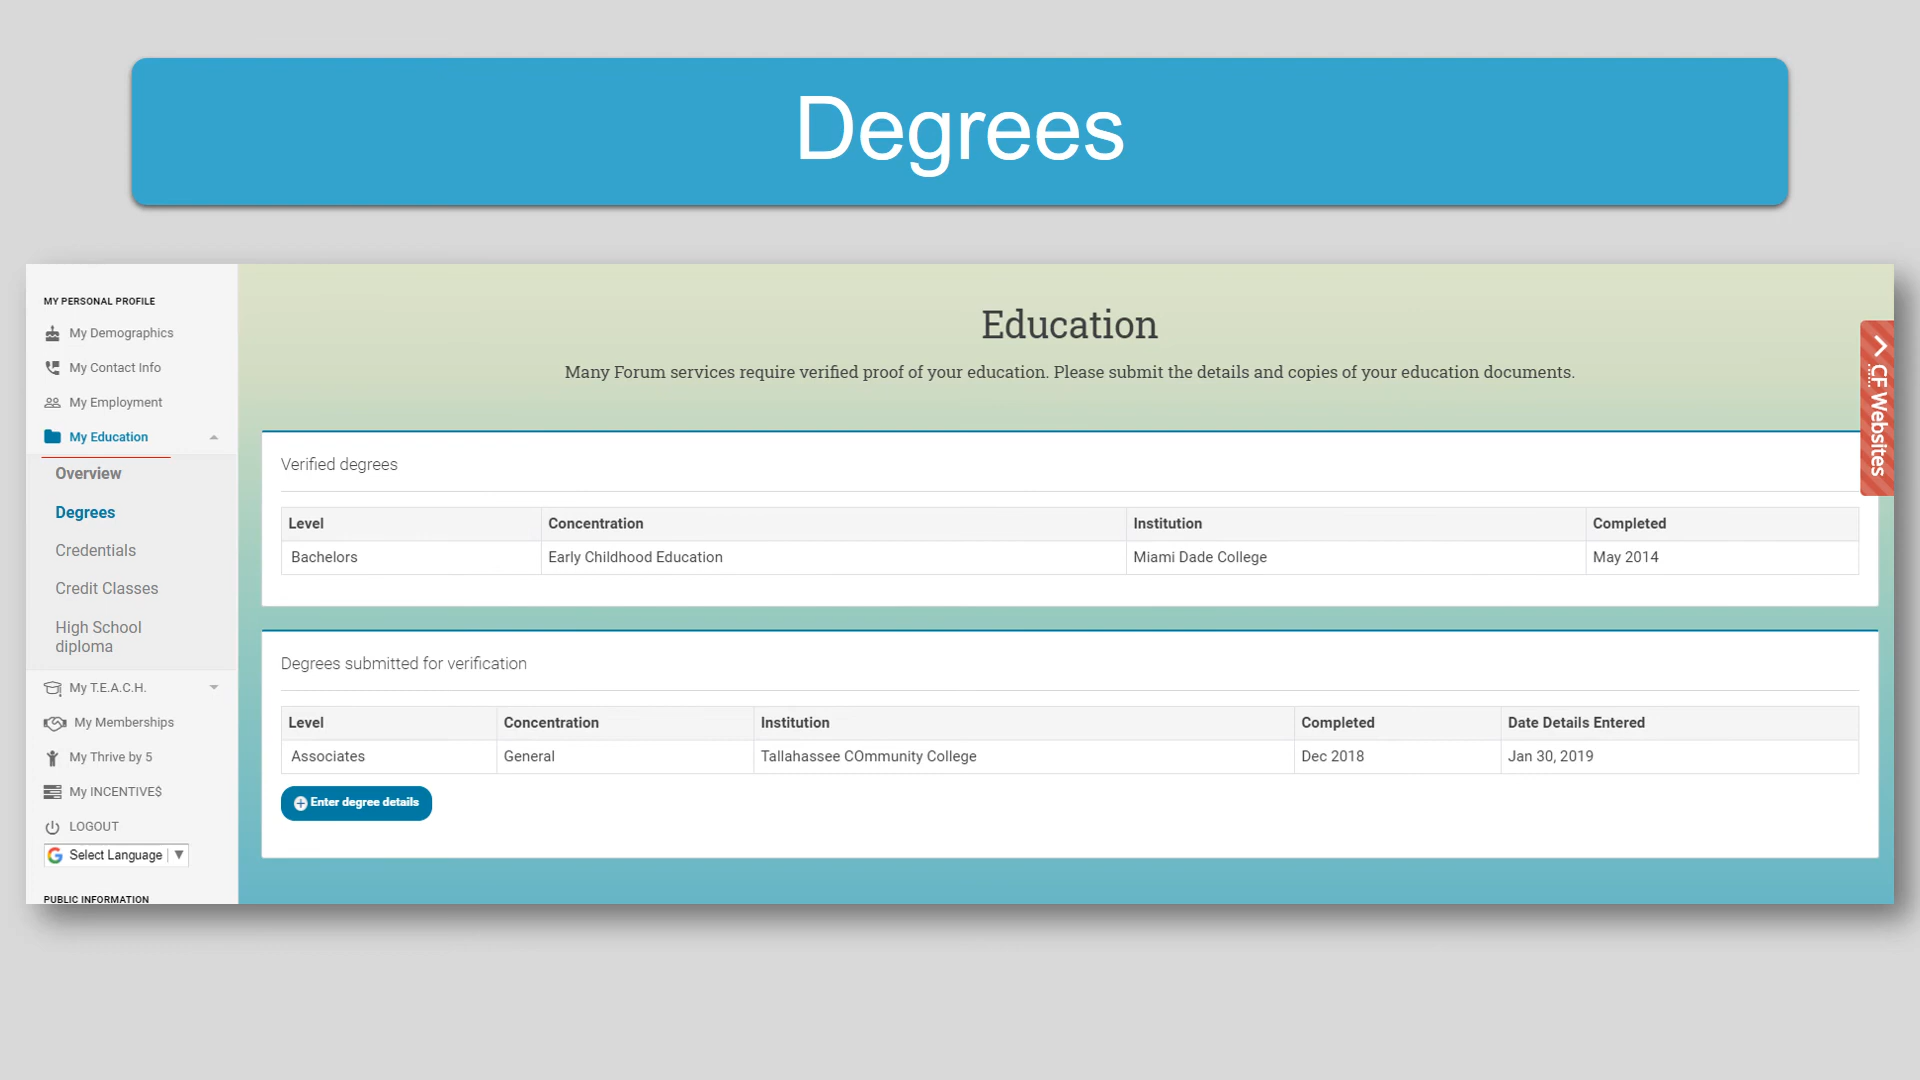 Degrees
MY PERSONAL PROFILE
My Demographics
My Contact Info
My Employment
My Education
Overview
Degrees
Credentials
Credit Classes
High School
diploma
My T.E.A.C.H.
My Memberships
My Thrive by 5
My INCENTIVE$
LOGOUT
Select Language
PUBLIC INFORMATION
Education
Many Forum services require verified proof of your education. Please submit the details and copies of your education documents.
Verified degrees
Level Concentration Institution Completed
Bachelors Early Childhood Education Miami Dade College May 2014
Degrees submitted for verification
Level Concentration Institution Completed Date Details Entered
Associates General Tallahassee COmmunity College Dec 2018 Jan 30, 2019
Enter degree details
CF Websites